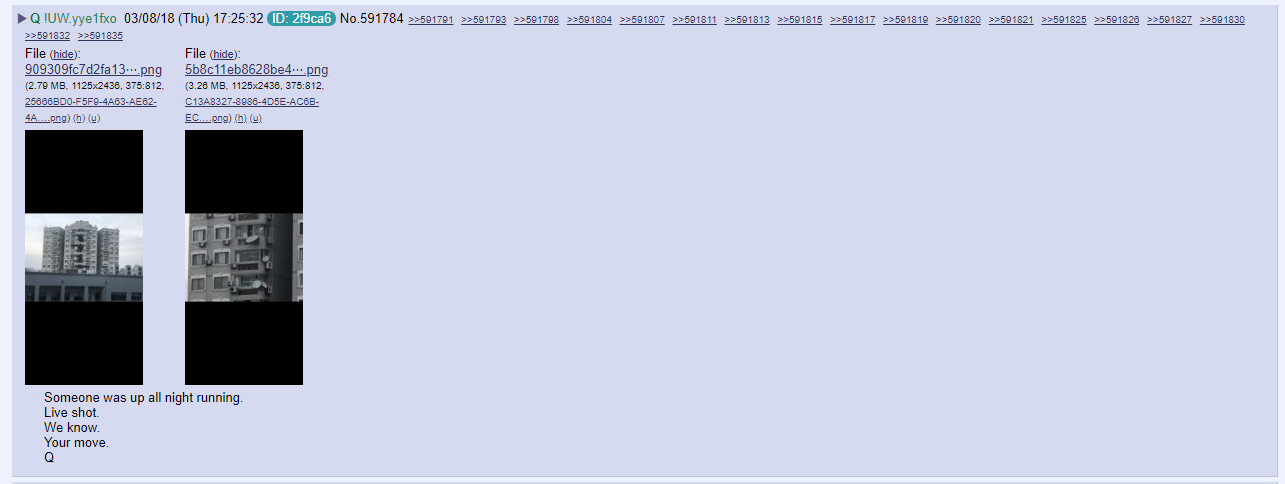 ▶ Q !UW.yye1fxo 03/08/18 (Thu) 17:25:32 ID: 2f9ca6 No.591784 >>591791 >>591793 >>591798 >>591804 >>591807 >>591811 >>591813 >>591815 >>591817 >>591819 >>591820 >>591821 >>591825 >>591826 >>591827 >>591830
>>591832 >>591835
File (hide):
909309fc7d2fa13⋯.png
(2.79 MB, 1125x2436, 375:812,
25666BD0-F5F9-4A63-AE62-
4A….png) (h) (u)
File (hide):
5b8c11eb8628be4⋯.png
(3.26 MB, 1125x2436, 375:812,
C13A8327-8986-4D5E-AC6B-
EC….png) (h) (u)
Someone was up all night running.
Live shot.
We know.
Your move.
Q